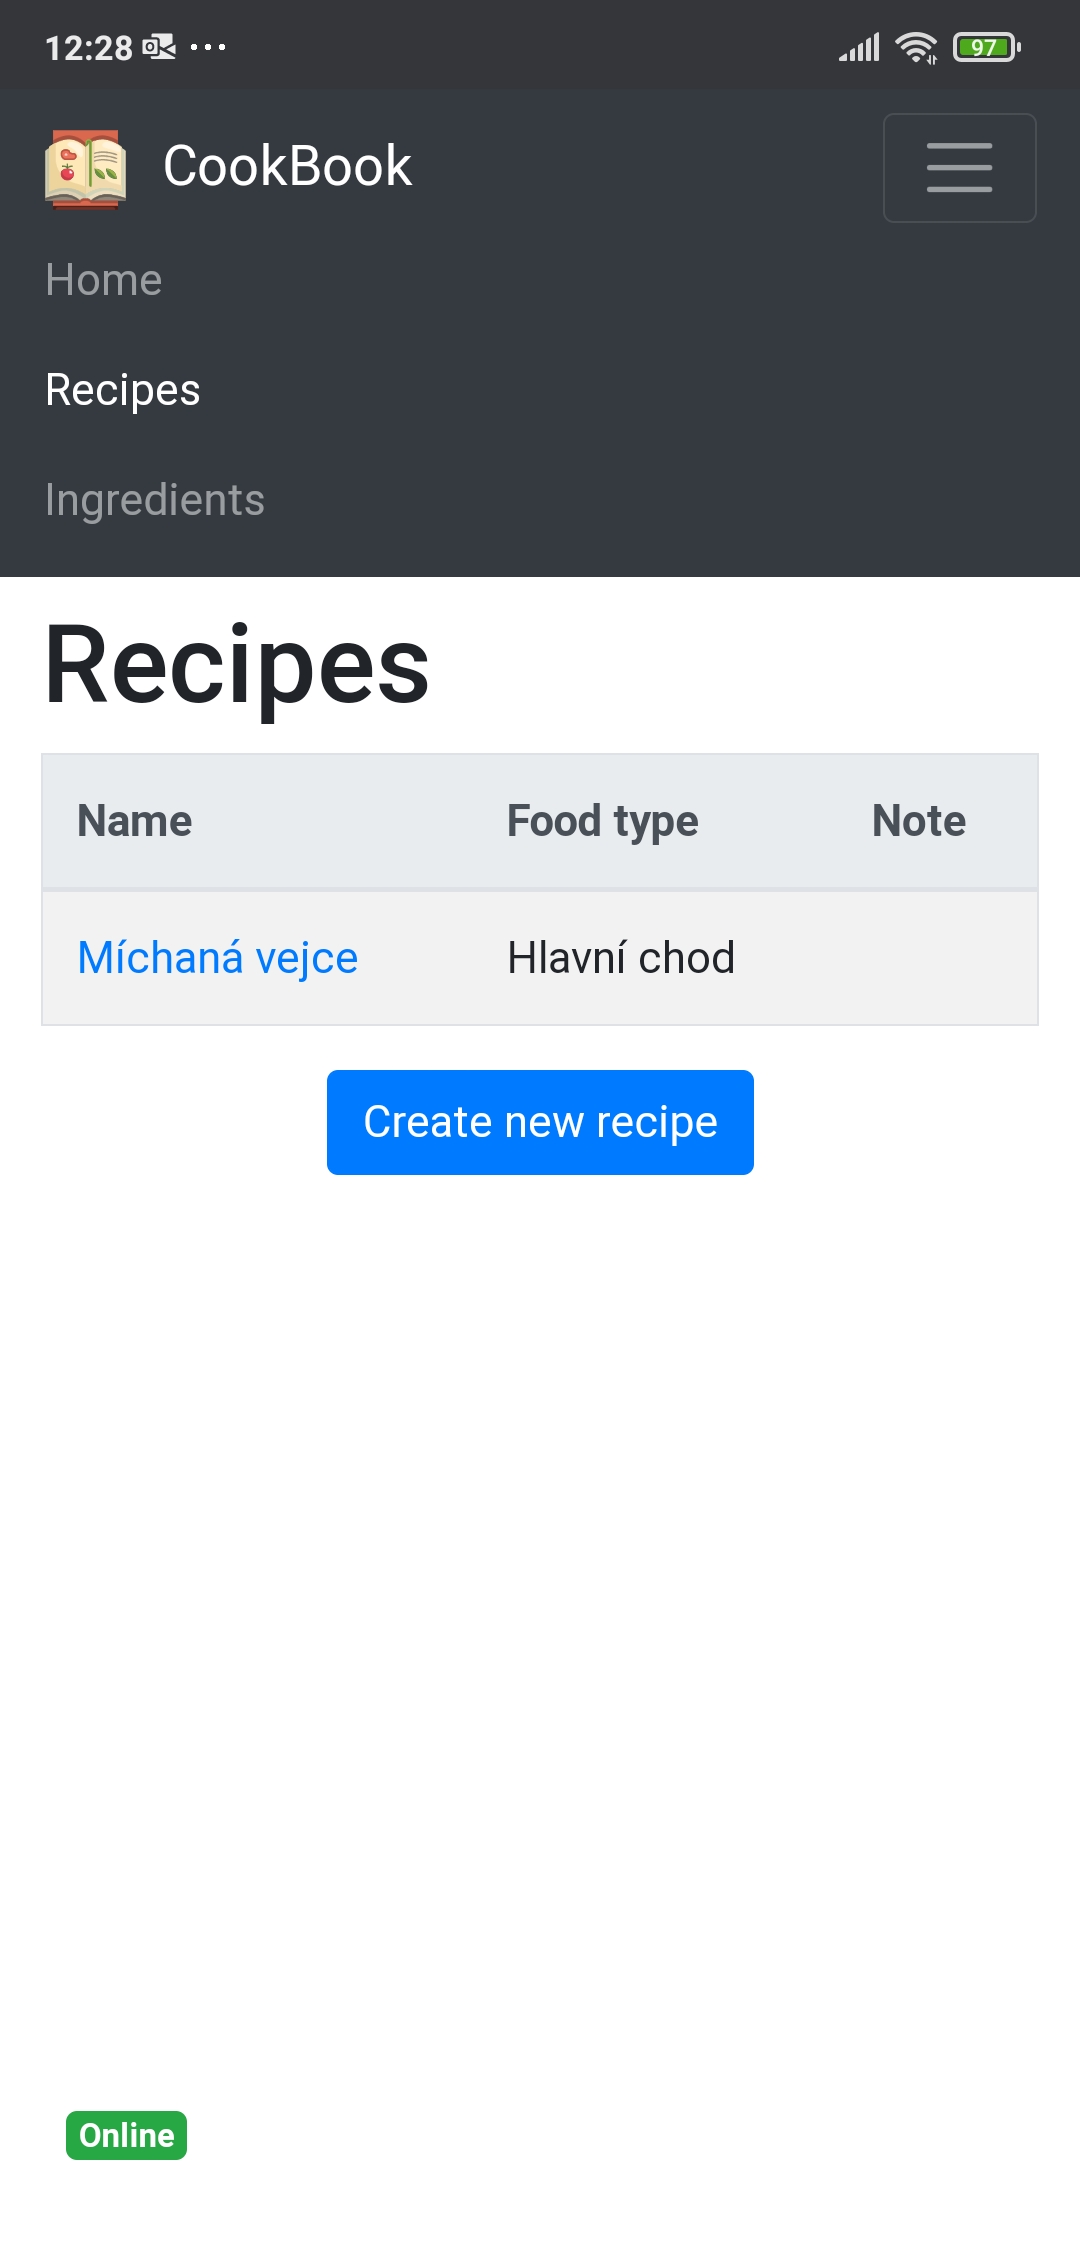 12:28
97
CookBook
Home
Recipes
Ingredients
Recipes
Name Food type Note
Míchaná vejce Hlavní chod
Create new recipe
Online